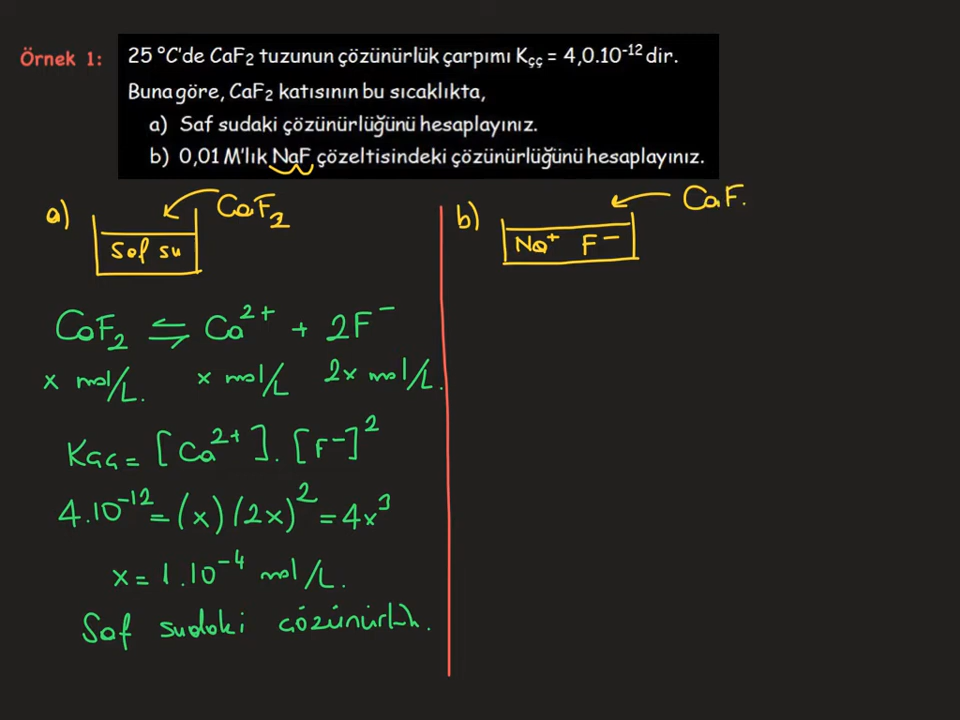 Örnek 1:
25 °C'de CaF₂ tuzunun çözünürlük çarpımı Kçç = 4,0.10⁻¹² dir.
Buna göre, CaF₂ katısının bu sıcaklıkta,
a) Saf sudaki çözünürlüğünü hesaplayınız.
b) 0,01 M'lık NaF çözeltisindeki çözünürlüğünü hesaplayınız.
a)
CaF₂
Saf su
CaF₂ ⇌ Ca²⁺ + 2F⁻
x mol/L. x mol/L 2x mol/L.
Kçç = [Ca²⁺].[F⁻]²
4.10⁻¹² = (x)(2x)² = 4x³
x = 1.10⁻⁴ mol/L.
Saf sudaki
b)
CaF.
Na⁺ F⁻